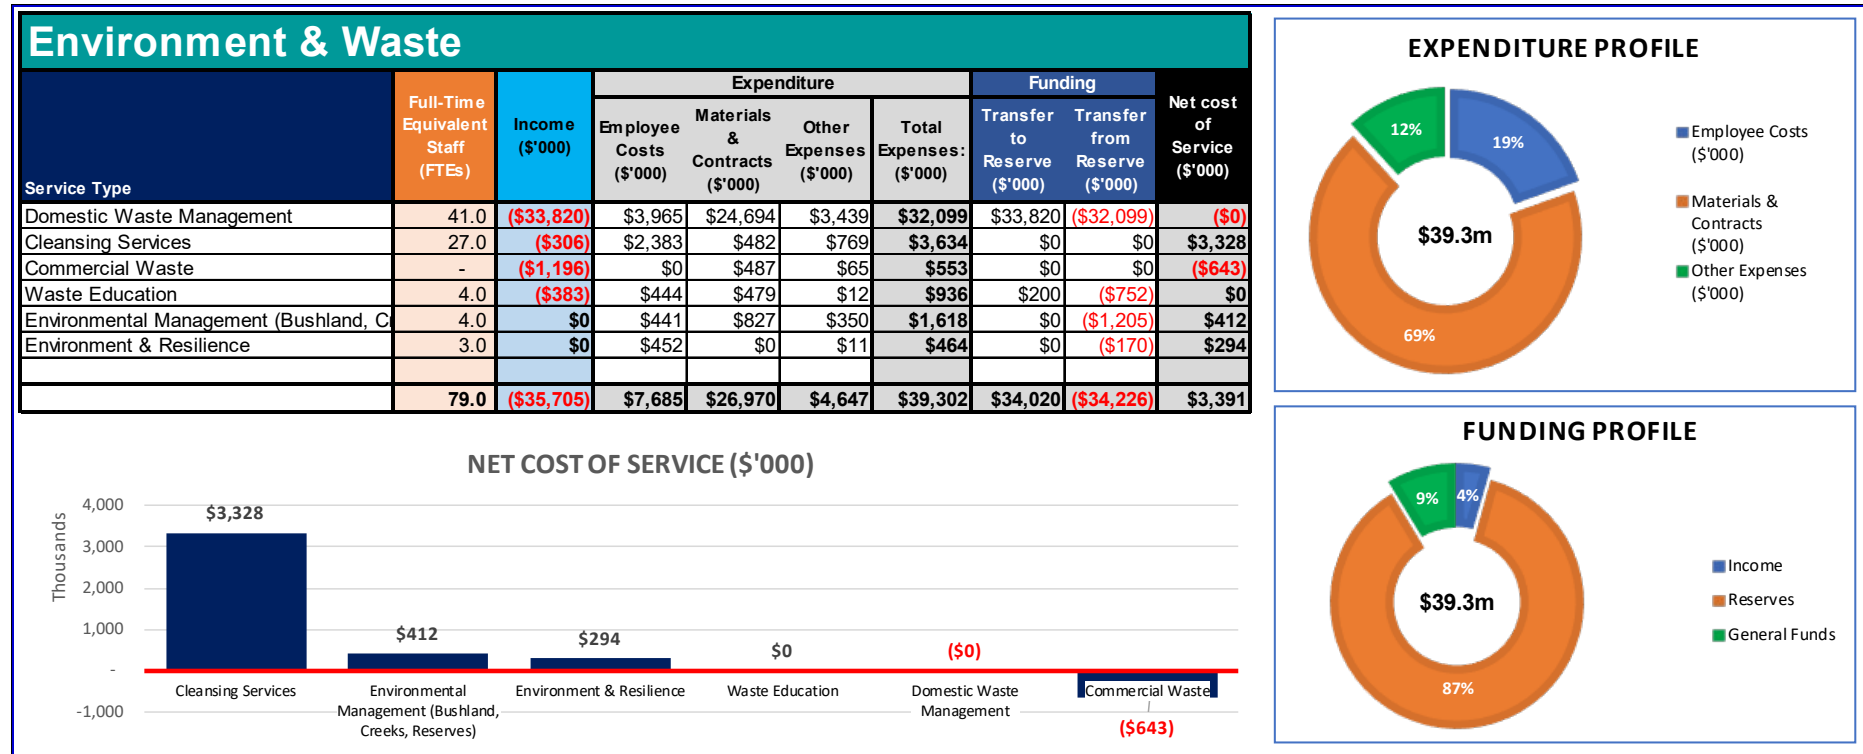 Environment & Waste
Service Type
Full-Time
Equivalent
Staff
(FTEs)
Income
($'000)
Expenditure
Employee
Costs
($'000)
Materials
&
Contracts
($'000)
Other
Expenses
($'000)
Total
Expenses:
($'000)
Funding
Transfer
to
Reserve
($'000)
Transfer
from
Reserve
($'000)
Net cost
of
Service
($'000)
Domestic Waste Management 41.0 ($33,820) $3,965 $24,694 $3,439 $32,099 $33,820 ($32,099) ($0)
Cleansing Services 27.0 ($306) $2,383 $482 $769 $3,634 $0 $0 $3,328
Commercial Waste - ($1,196) $0 $487 $65 $553 $0 $0 ($643)
Waste Education 4.0 ($383) $444 $479 $12 $936 $200 ($752) $0
Environmental Management (Bushland, C 4.0 $0 $441 $827 $350 $1,618 $0 ($1,205) $412
Environment & Resilience 3.0 $0 $452 $0 $11 $464 $0 ($170) $294
79.0 ($35,705) $7,685 $26,970 $4,647 $39,302 $34,020 ($34,226) $3,391
EXPENDITURE PROFILE
12%
19%
69%
$39.3m
Employee Costs
($'000)
Materials &
Contracts
($'000)
Other Expenses
($'000)
NET COST OF SERVICE ($'000)
Thousands
4,000
3,000
2,000
1,000
-
-1,000
$3,328
$412
$294
$0
($0)
($643)
Cleansing Services
Environmental
Management (Bushland,
Creeks, Reserves)
Environment & Resilience
Waste Education
Domestic Waste
Management
Commercial Waste
FUNDING PROFILE
9%
4%
87%
$39.3m
Income
Reserves
General Funds